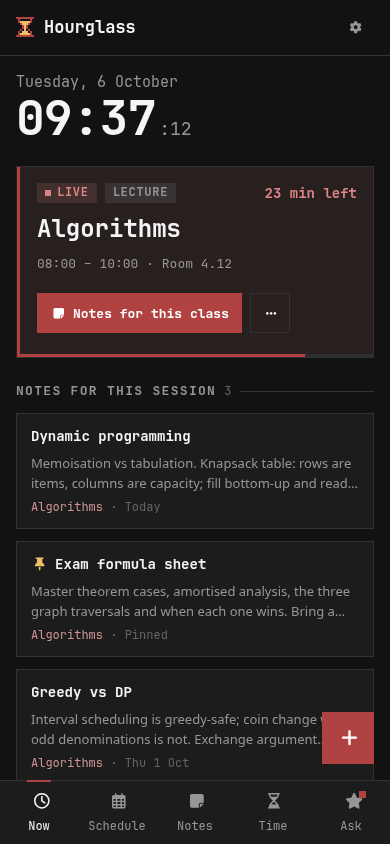 Hourglass
Tuesday, 6 October
09:37:12
LIVE LECTURE 23 min left
Algorithms
08:00 – 10:00 · Room 4.12
Notes for this class
NOTES FOR THIS SESSION 3
Dynamic programming
Memoisation vs tabulation. Knapsack table: rows are
items, columns are capacity; fill bottom-up and read…
Algorithms · Today
Exam formula sheet
Master theorem cases, amortised analysis, the three
graph traversals and when each one wins. Bring a…
Algorithms · Pinned
Greedy vs DP
Interval scheduling is greedy-safe; coin change
odd denominations is not. Exchange argument.
Algorithms · Thu 1 Oct
Now Schedule Notes Time Ask